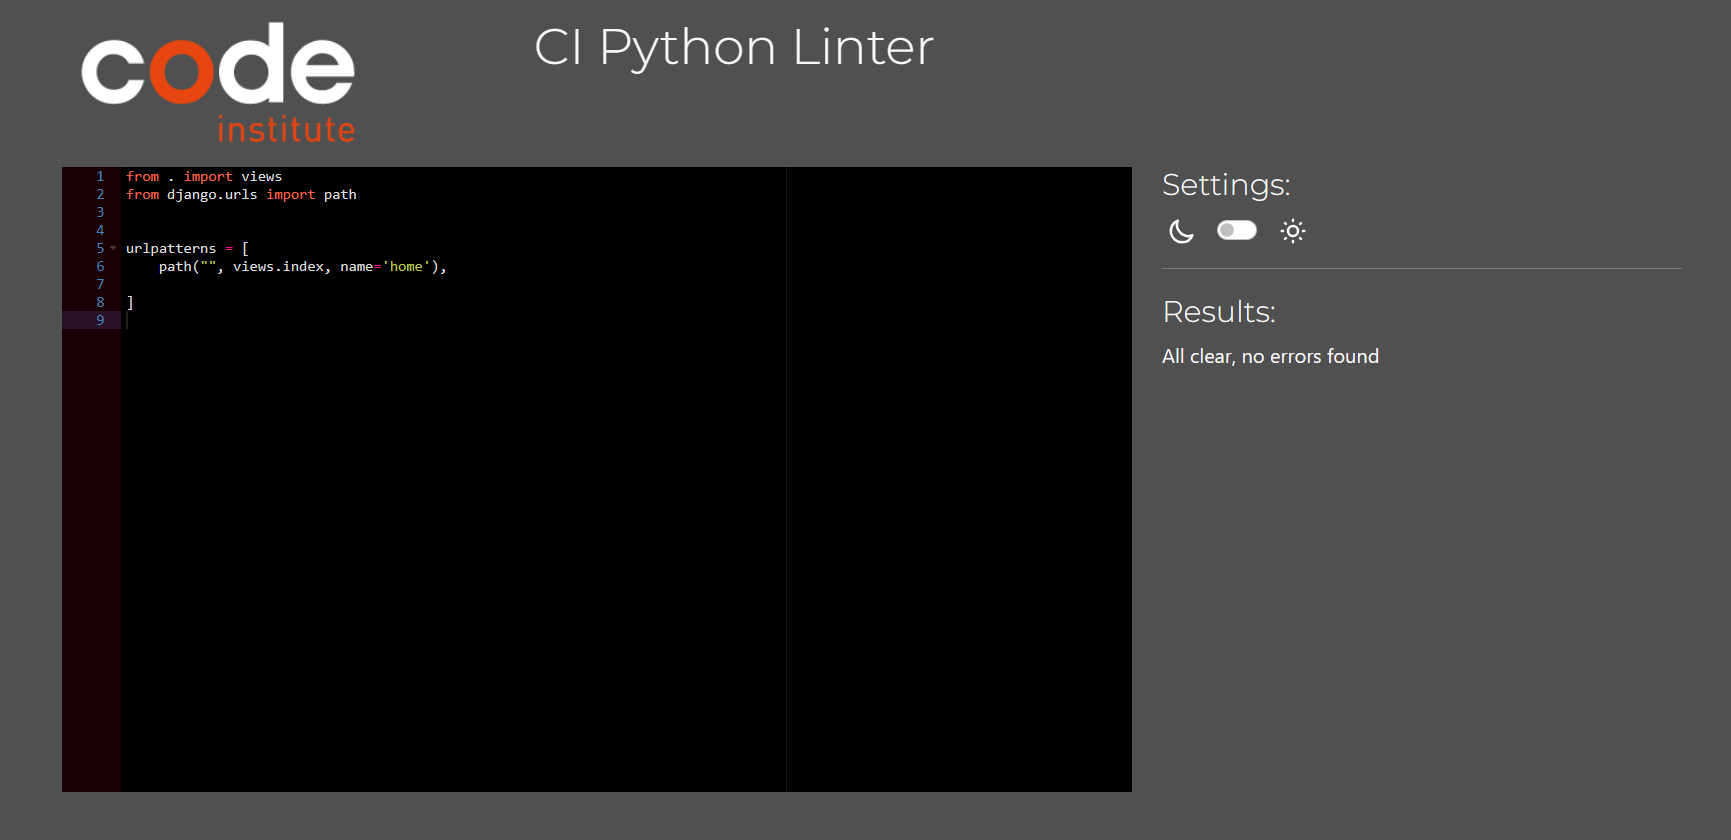 code
institute
CI Python Linter
1 from . import views
2 from django.urls import path
3
4
5 urlpatterns = [
6     path("", views.index, name='home'),
7
8 ]
9
Settings:
Results:
All clear, no errors found